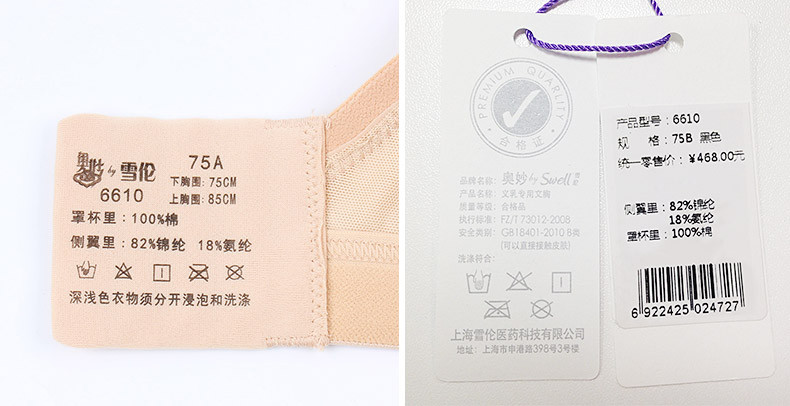 奥妙 by 雪伦
75A
6610
下胸围: 75CM
上胸围: 85CM
罩杯里: 100%棉
侧翼里: 82%锦纶 18%氨纶
深浅色衣物须分开浸泡和洗涤
PREMIUM QUALITY
合格证
品牌名称: 奥妙 by Swell 雪伦
产品名称: 义乳专用文胸
质量等级: 合格品
执行标准: FZ/T 73012-2008
安全类别: GB18401-2010 B类
(可以直接接触皮肤)
洗涤符合:
上海雪伦医药科技有限公司
地址: 上海市申港路398号3号楼
产品型号: 6610
规 格: 75B 黑色
统一零售价: ￥468.00元
侧翼里: 82%锦纶
18%氨纶
罩杯里: 100%棉
6 922425 024727